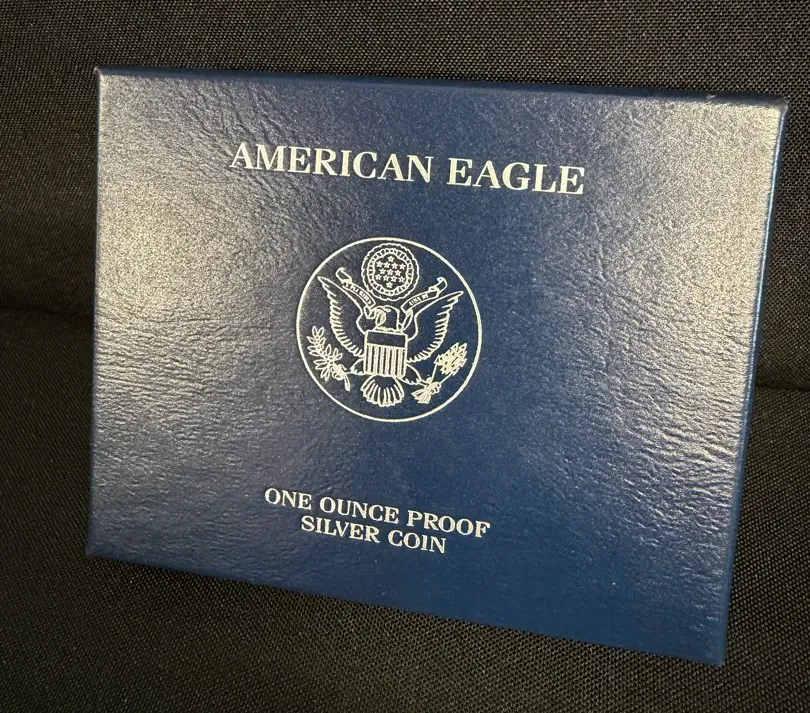 AMERICAN EAGLE
ONE OUNCE PROOF
SILVER COIN